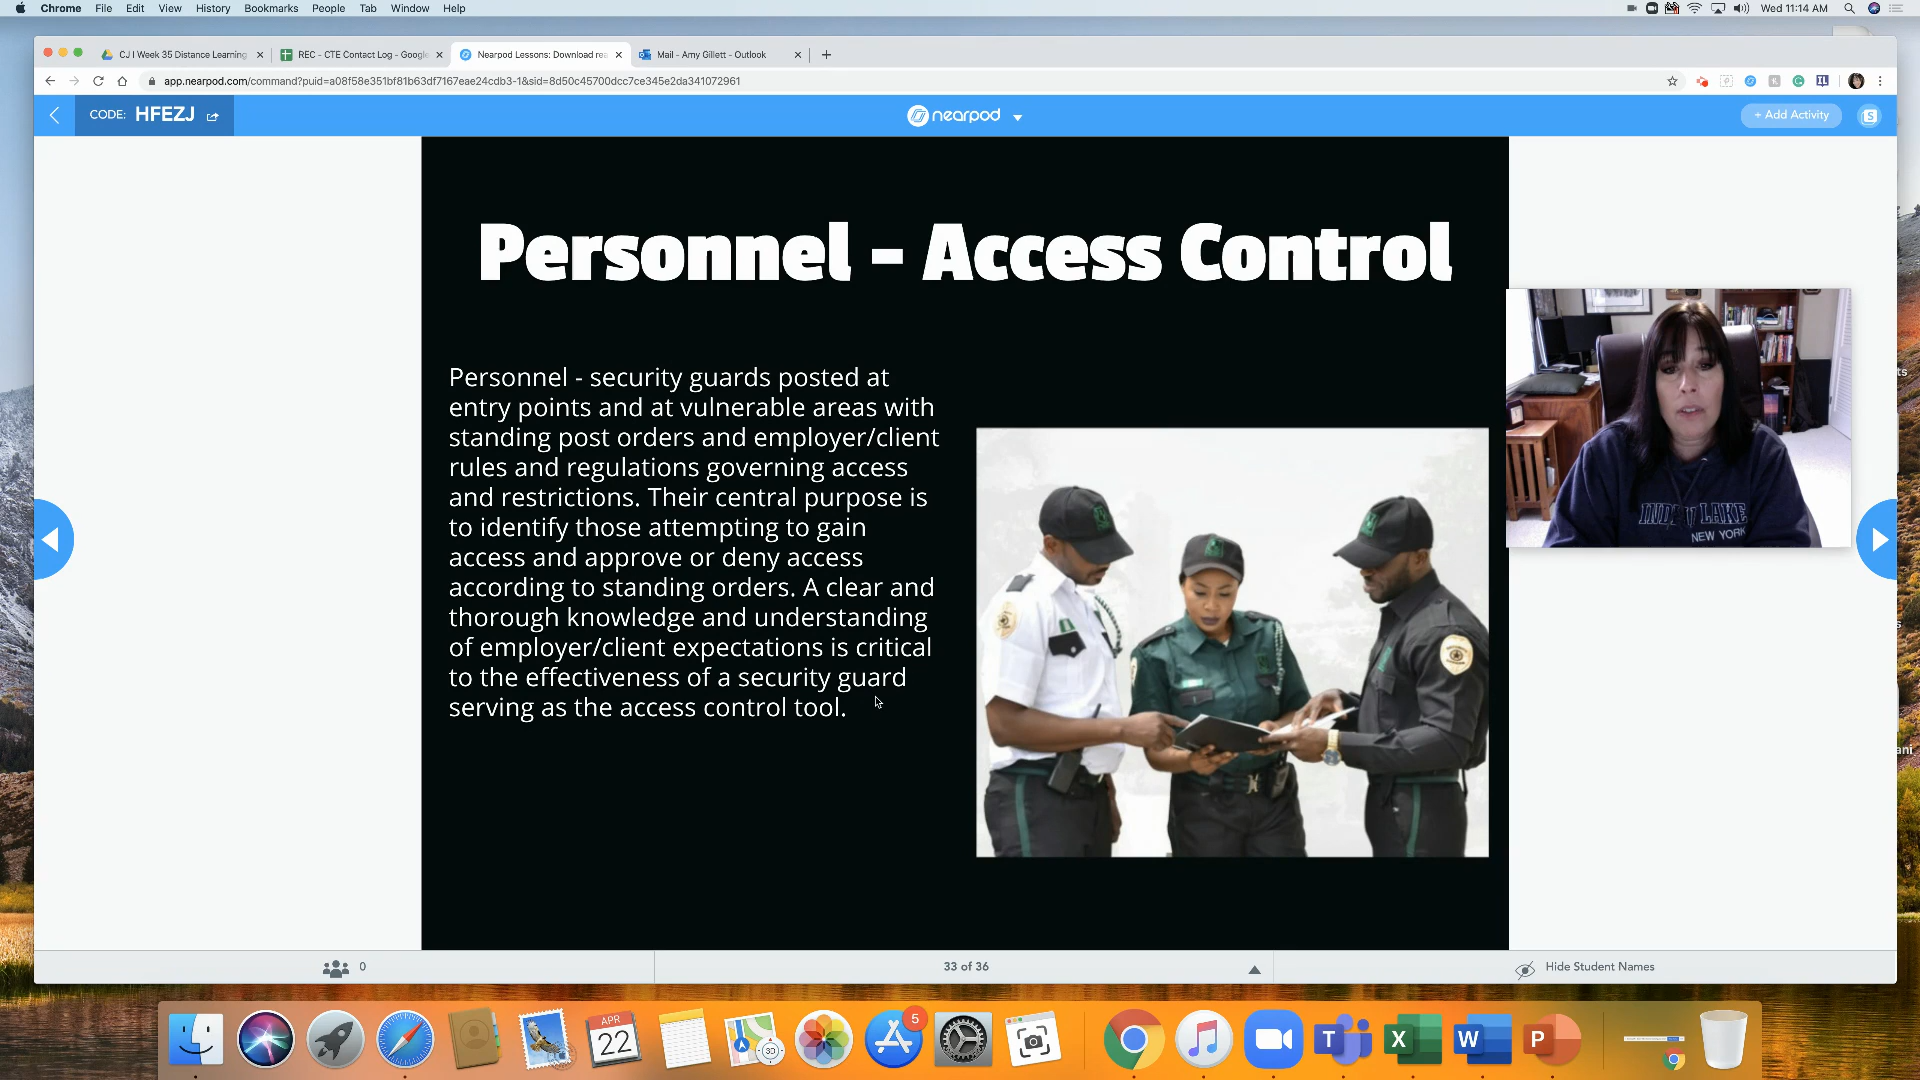 Chrome File Edit View History Bookmarks People Tab Window Help
Wed 11:14 AM
CJ I Week 35 Distance Learning
REC - CTE Contact Log - Google
Nearpod Lessons: Download rea
Mail - Amy Gillett - Outlook
app.nearpod.com/command?puid=a08f58e351bf81b63df7167eae24cdb3-1&sid=8d50c45700dcc7ce345e2da341072961
CODE: HFEZJ
nearpod
+ Add Activity
S
Personnel - Access Control
Personnel - security guards posted at
entry points and at vulnerable areas with
standing post orders and employer/client
rules and regulations governing access
and restrictions. Their central purpose is
to identify those attempting to gain
access and approve or deny access
according to standing orders. A clear and
thorough knowledge and understanding
of employer/client expectations is critical
to the effectiveness of a security guard
serving as the access control tool.
NEW YORK
0
33 of 36
Hide Student Names
APR
22
3D
5
T
X
W
P